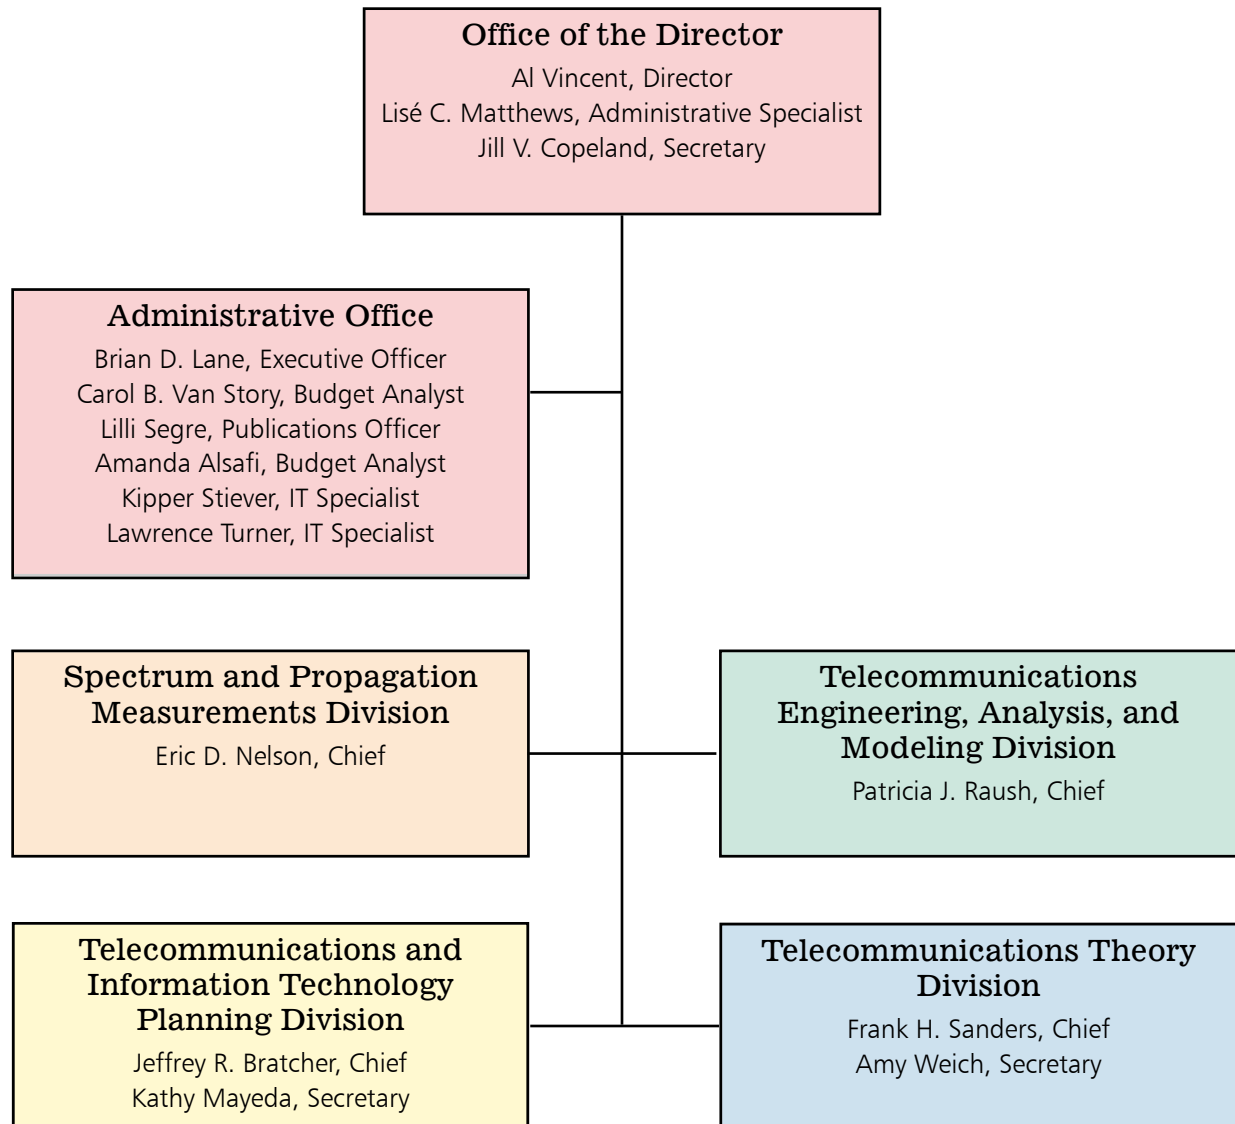 Office of the Director
Al Vincent, Director
Lisé C. Matthews, Administrative Specialist
Jill V. Copeland, Secretary
Administrative Office
Brian D. Lane, Executive Officer
Carol B. Van Story, Budget Analyst
Lilli Segre, Publications Officer
Amanda Alsafi, Budget Analyst
Kipper Stiever, IT Specialist
Lawrence Turner, IT Specialist
Spectrum and Propagation
Measurements Division
Eric D. Nelson, Chief
Telecommunications
Engineering, Analysis, and
Modeling Division
Patricia J. Raush, Chief
Telecommunications and
Information Technology
Planning Division
Jeffrey R. Bratcher, Chief
Kathy Mayeda, Secretary
Telecommunications Theory
Division
Frank H. Sanders, Chief
Amy Weich, Secretary